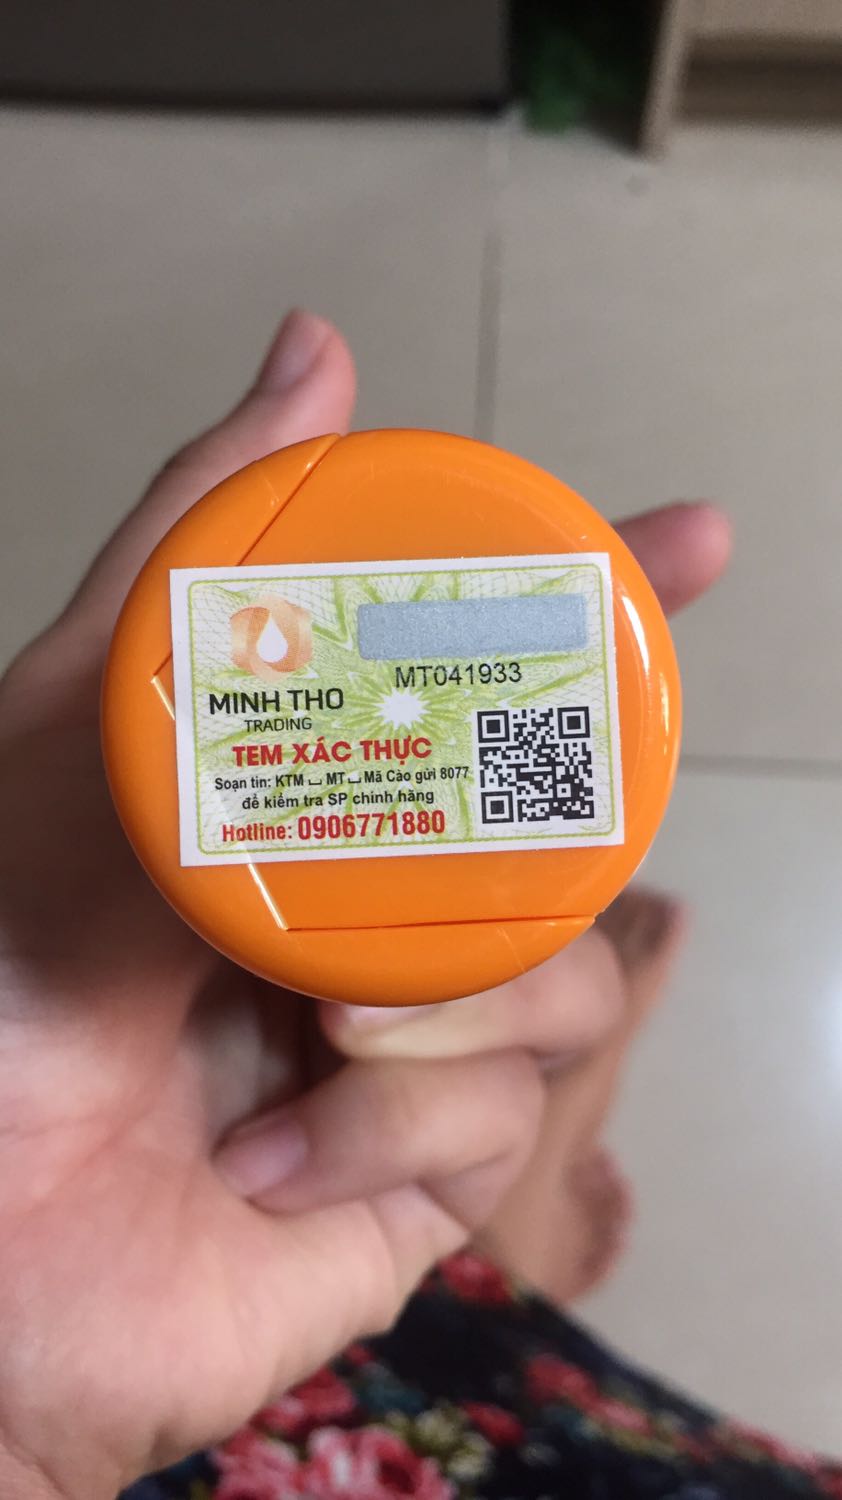 MT041933
MINH THO
TRADING
TEM XÁC THỰC
Soạn tin: KTM ⌴ MT ⌴ Mã Cào gửi 8077
để kiểm tra SP chính hãng
Hotline: 0906771880